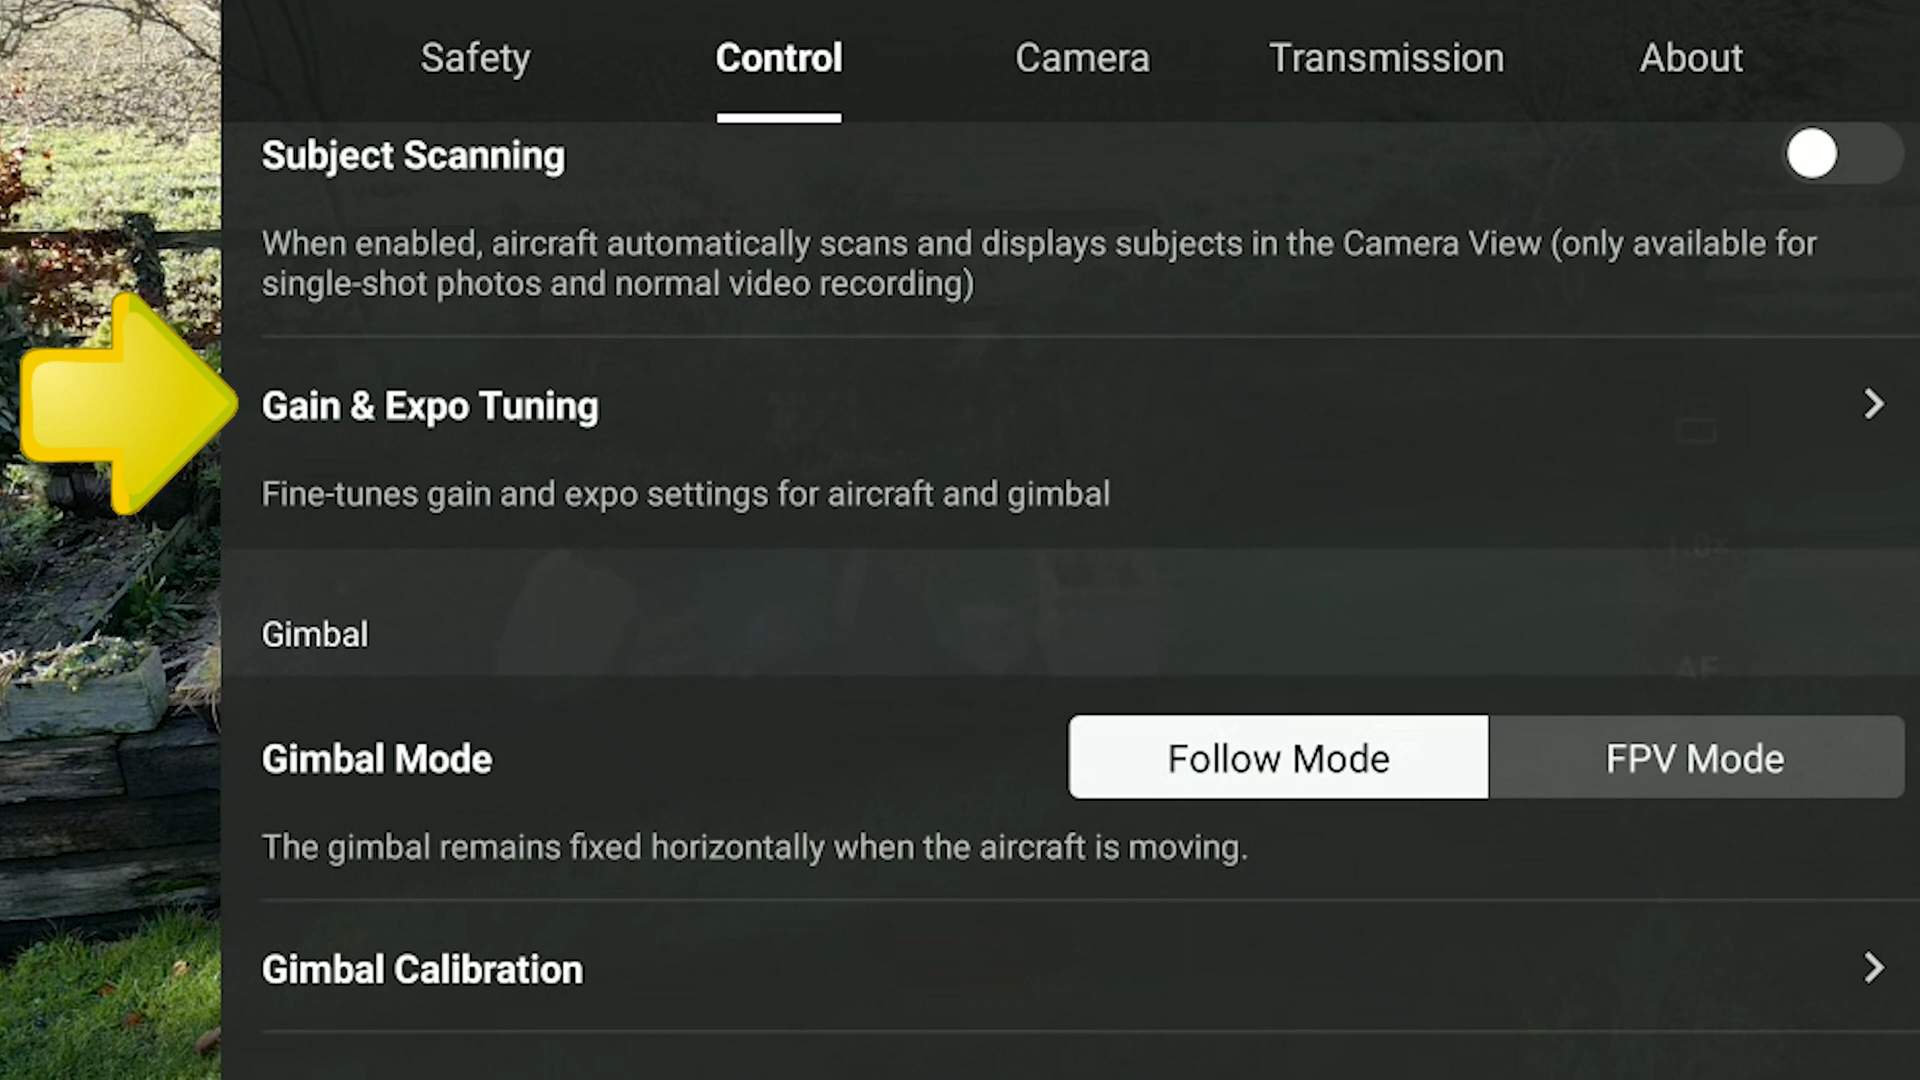 Safety Control Camera Transmission About
Subject Scanning
When enabled, aircraft automatically scans and displays subjects in the Camera View (only available for
single-shot photos and normal video recording)
Gain & Expo Tuning
Fine-tunes gain and expo settings for aircraft and gimbal
1.0×
Gimbal
AF
Gimbal Mode Follow Mode FPV Mode
The gimbal remains fixed horizontally when the aircraft is moving.
Gimbal Calibration